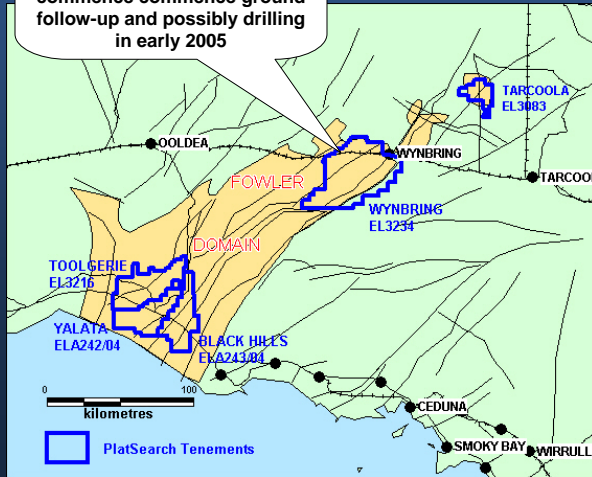 commence commence ground
follow-up and possibly drilling
in early 2005
TARCOOLA
EL3083
OOLDEA
WYNBRING
TARCOO
FOWLER
WYNBRING
EL3234
DOMAIN
TOOLGERIE
EL3216
YALATA
ELA242/04
BLACK HILLS
ELA243/04
0 100
kilometres
CEDUNA
SMOKY BAY
WIRRULL
PlatSearch Tenements